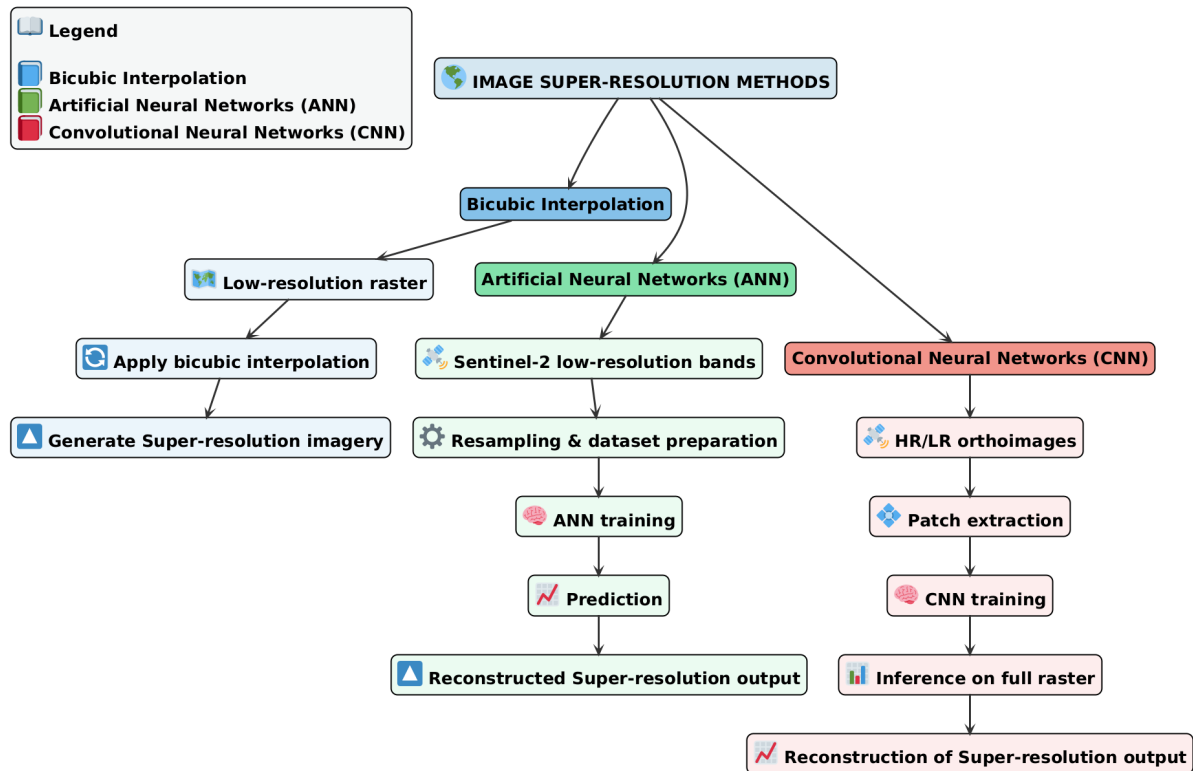 Legend
Bicubic Interpolation
Artificial Neural Networks (ANN)
Convolutional Neural Networks (CNN)
IMAGE SUPER-RESOLUTION METHODS
Bicubic Interpolation
Low-resolution raster
Apply bicubic interpolation
Generate Super-resolution imagery
Artificial Neural Networks (ANN)
Sentinel-2 low-resolution bands
Resampling & dataset preparation
ANN training
Prediction
Reconstructed Super-resolution output
Convolutional Neural Networks (CNN)
HR/LR orthoimages
Patch extraction
CNN training
Inference on full raster
Reconstruction of Super-resolution output